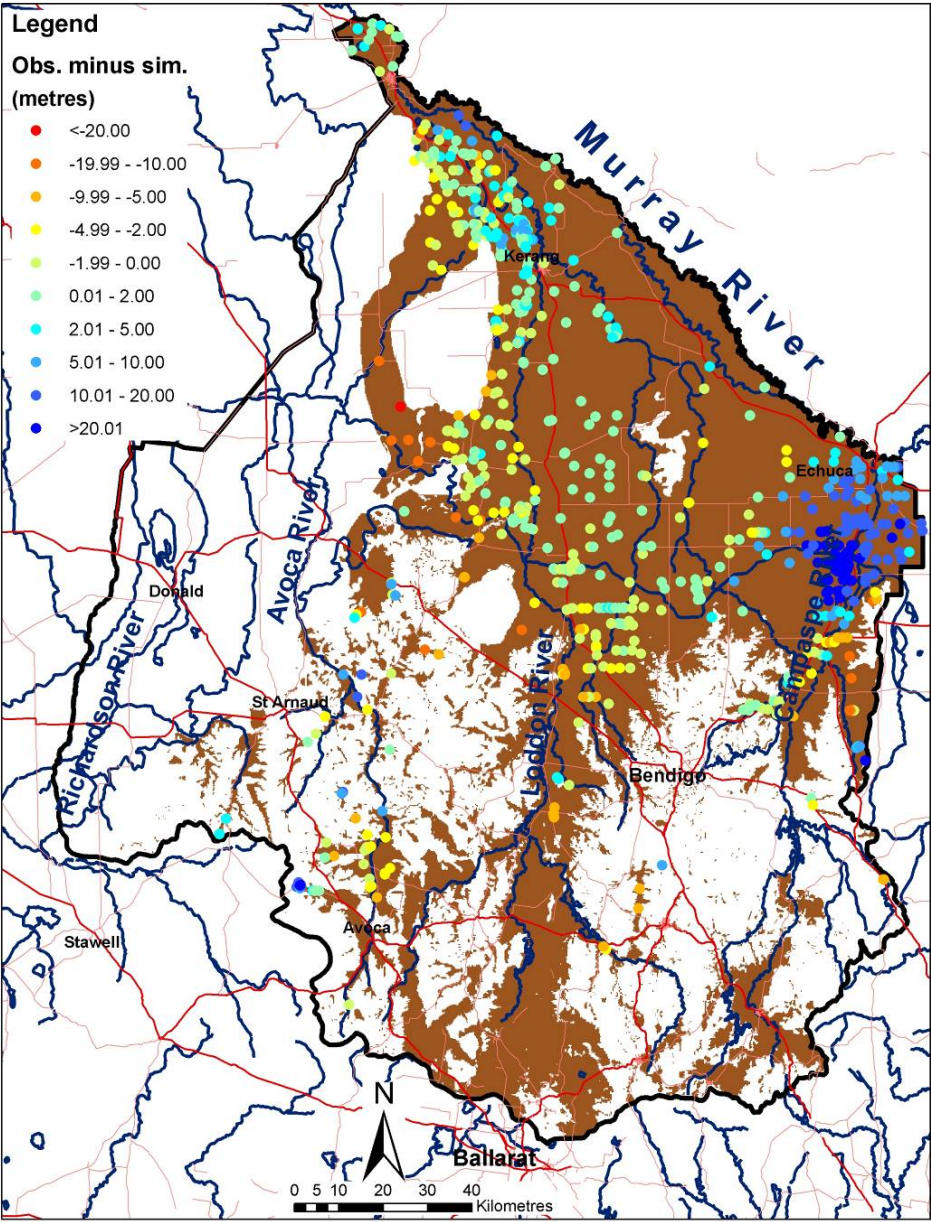 Legend
Obs. minus sim.
(metres)
<-20.00
-19.99 - -10.00
-9.99 - -5.00
-4.99 - -2.00
-1.99 - 0.00
0.01 - 2.00
2.01 - 5.00
5.01 - 10.00
10.01 - 20.00
>20.01
Murray River
Kerang
Echuca
Avoca River
Donald
Campaspe River
Richardson River
St Arnaud
Loddon River
Bendigo
Stawell
Avoca
N
Ballarat
0 5 10 20 30 40
Kilometres